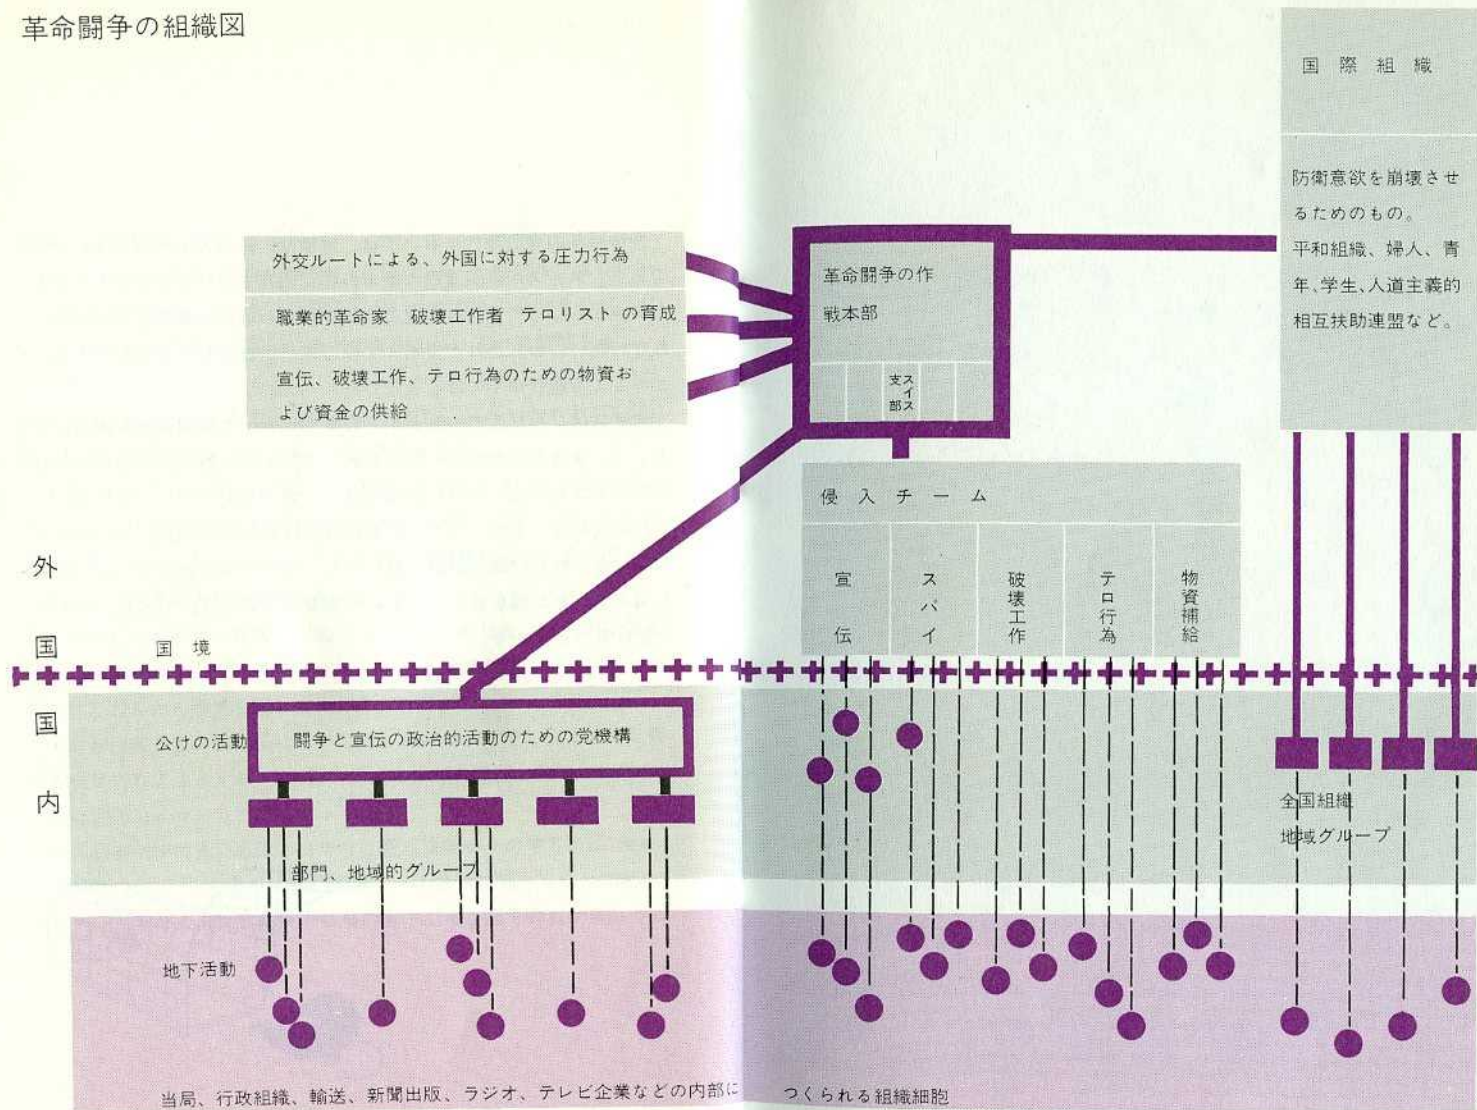 革命闘争の組織図
国際組織
防衛意欲を崩壊させ
るためのもの。
平和組織、婦人、青
年、学生、人道主義的
相互扶助連盟など。
外交ルートによる、外国に対する圧力行為
職業的革命家 破壊工作者 テロリスト の育成
宣伝、破壊工作、テロ行為のための物資お
よび資金の供給
革命闘争の作
戦本部
スイス
支部
侵入チーム
宣伝
スパイ
破壊工作
テロ行為
物資補給
外国
国境
国内
公けの活動
闘争と宣伝の政治的活動のための党機構
部門、地域的グループ
全国組織
地域グループ
地下活動
当局、行政組織、輸送、新聞出版、ラジオ、テレビ企業などの内部に つくられる組織細胞